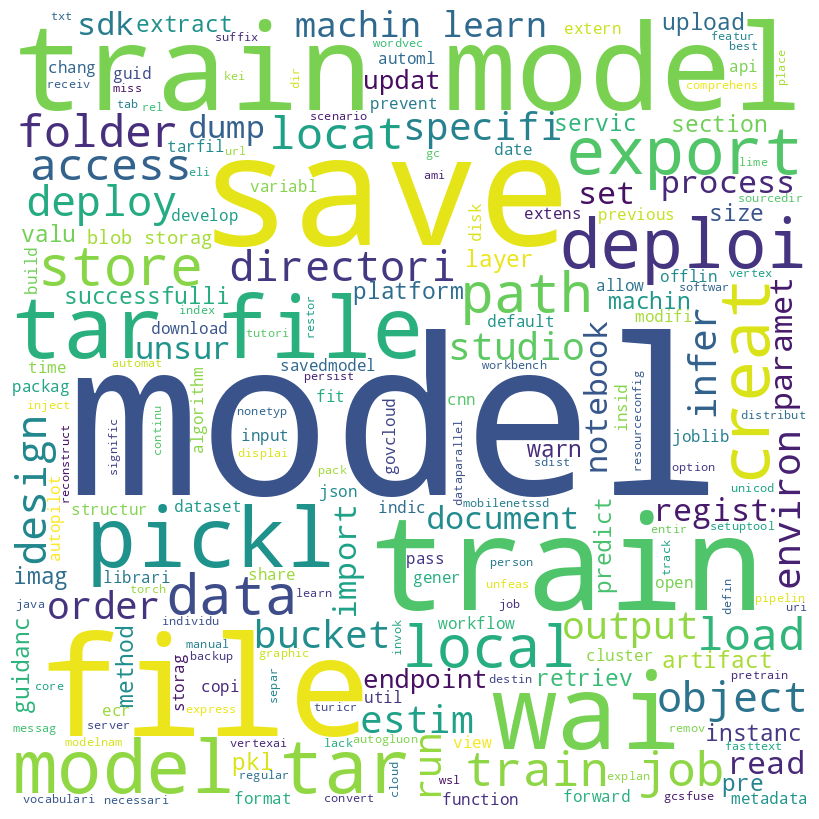 txt
sdk
extract
suffix
machin learn
wordvec
extern
upload
featur
best
train model
chang
receiv
guid
miss
tab
rel
kei
dir
automl
updat
prevent
api
comprehens
place
folder
dump
locat
specifi
scenario
servic
section
tarfil
url
gc
date
export
lime
access
eli
save
ami
variabl
set
process
sourcedir
deploy
develop
extens
previous
size
valu
blob storag
disk
layer
deploi
build
store
directori
path
offlin
vertex
successfulli
platform
allow
softwar
index
tutori
restor
default
machin
modifi
creat
paramet
tar file
download
unsur
savedmodel
studio
notebook
infer
time
automat
persist
workbench
packag
algorithm
fit
cnn
insid
resourceconfig
distribut
inject
model
nonetyp
input
govcloud
joblib
design
reconstruct
signific
continu
displai
warn
option
environ
autopilot
pack
dataparallel
sdist
unicod
structur
dataset
json
indic
mobilenetssd
setuptool
pickl
import
document
regist
predict
entir
imag
librari
share
pass
train
open
track
torch
gener
person
unfeas
defin
pipelin
java
order
data
learn
job
uri
individu
bucket
workflow
output
load
guidanc
method
manual
backup
graphic
local
invok
wai
cluster
artifact
file
storag
copi
separ
endpoint
destin
retriev
pretrain
object
core
ecr
express
util
messag
server
turicr
estim
run
view
remov
instanc
modelnam
vertexai
lack
autogluon
fasttext
model tar
pkl
regular
cloud
wsl
train job
explan
read
pre
vocabulari
necessari
format
convert
function
forward
gcsfuse
metadata